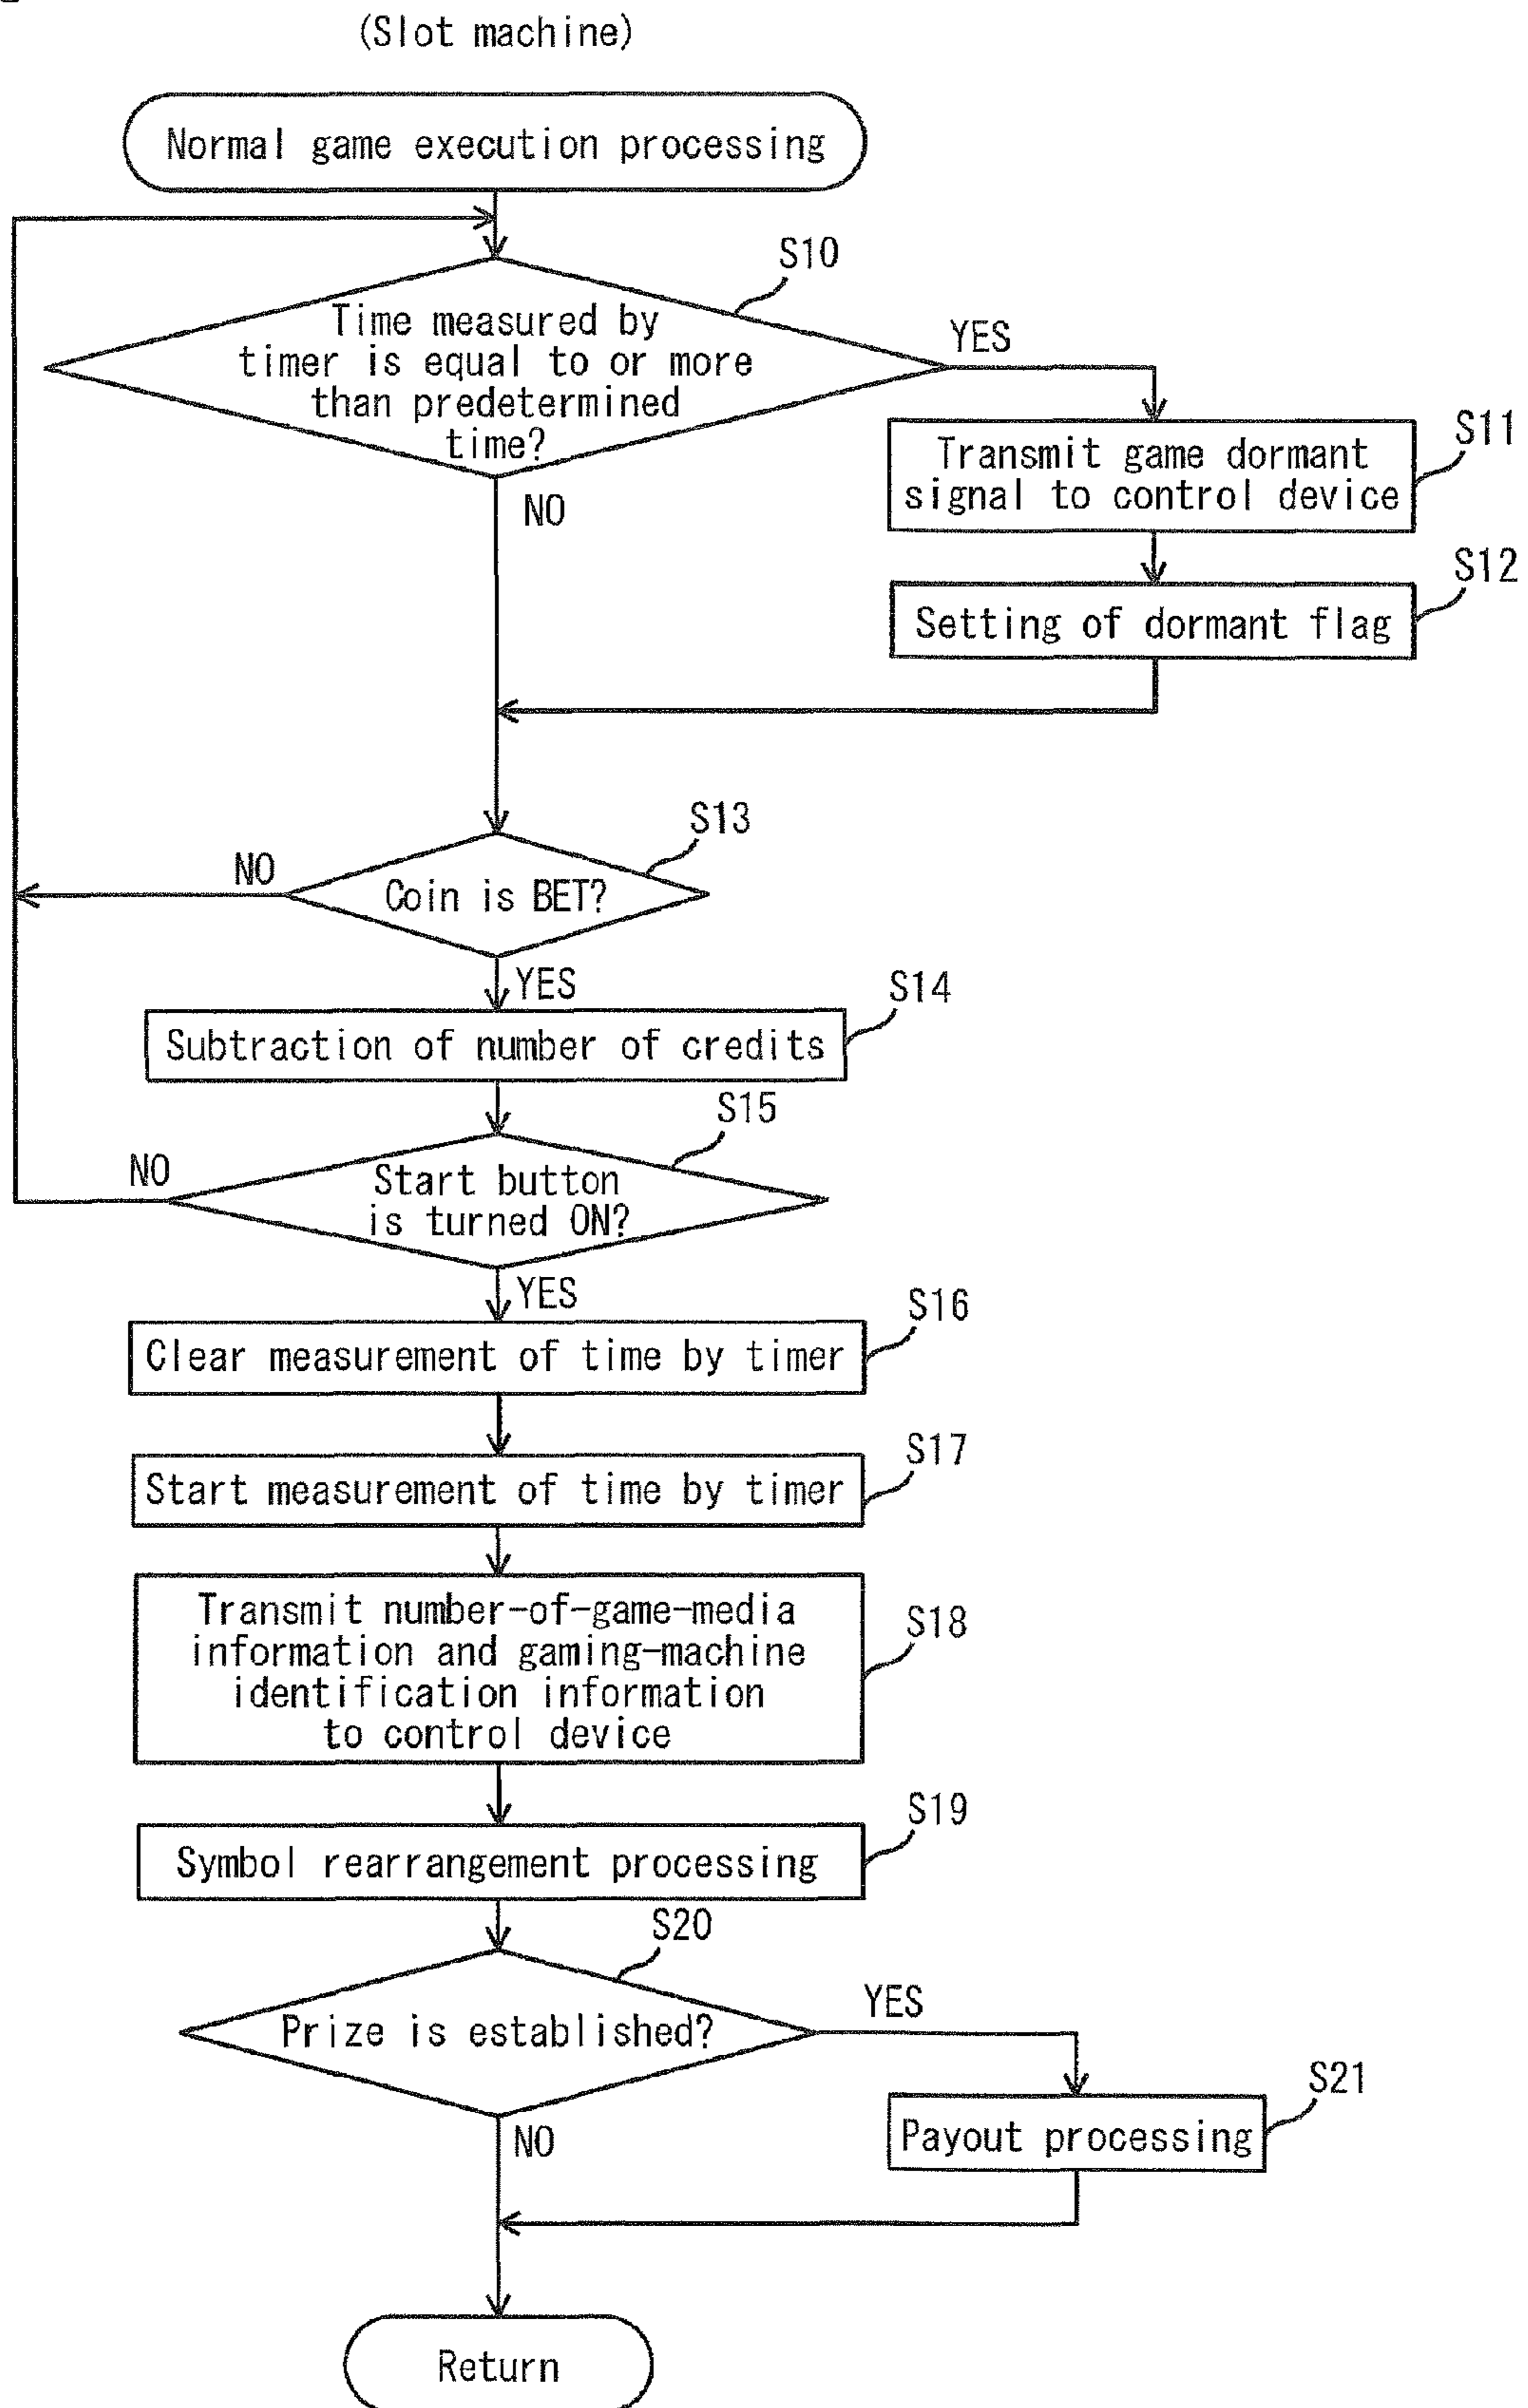 (Slot machine)
Normal game execution processing
S10
Time measured by
timer is equal to or more
than predetermined
time?
YES
NO
S11
Transmit game dormant
signal to control device
S12
Setting of dormant flag
S13
Coin is BET?
NO
YES
S14
Subtraction of number of credits
S15
Start button
is turned ON?
NO
YES
S16
Clear measurement of time by timer
S17
Start measurement of time by timer
S18
Transmit number-of-game-media
information and gaming-machine
identification information
to control device
S19
Symbol rearrangement processing
S20
Prize is established?
YES
NO
S21
Payout processing
Return